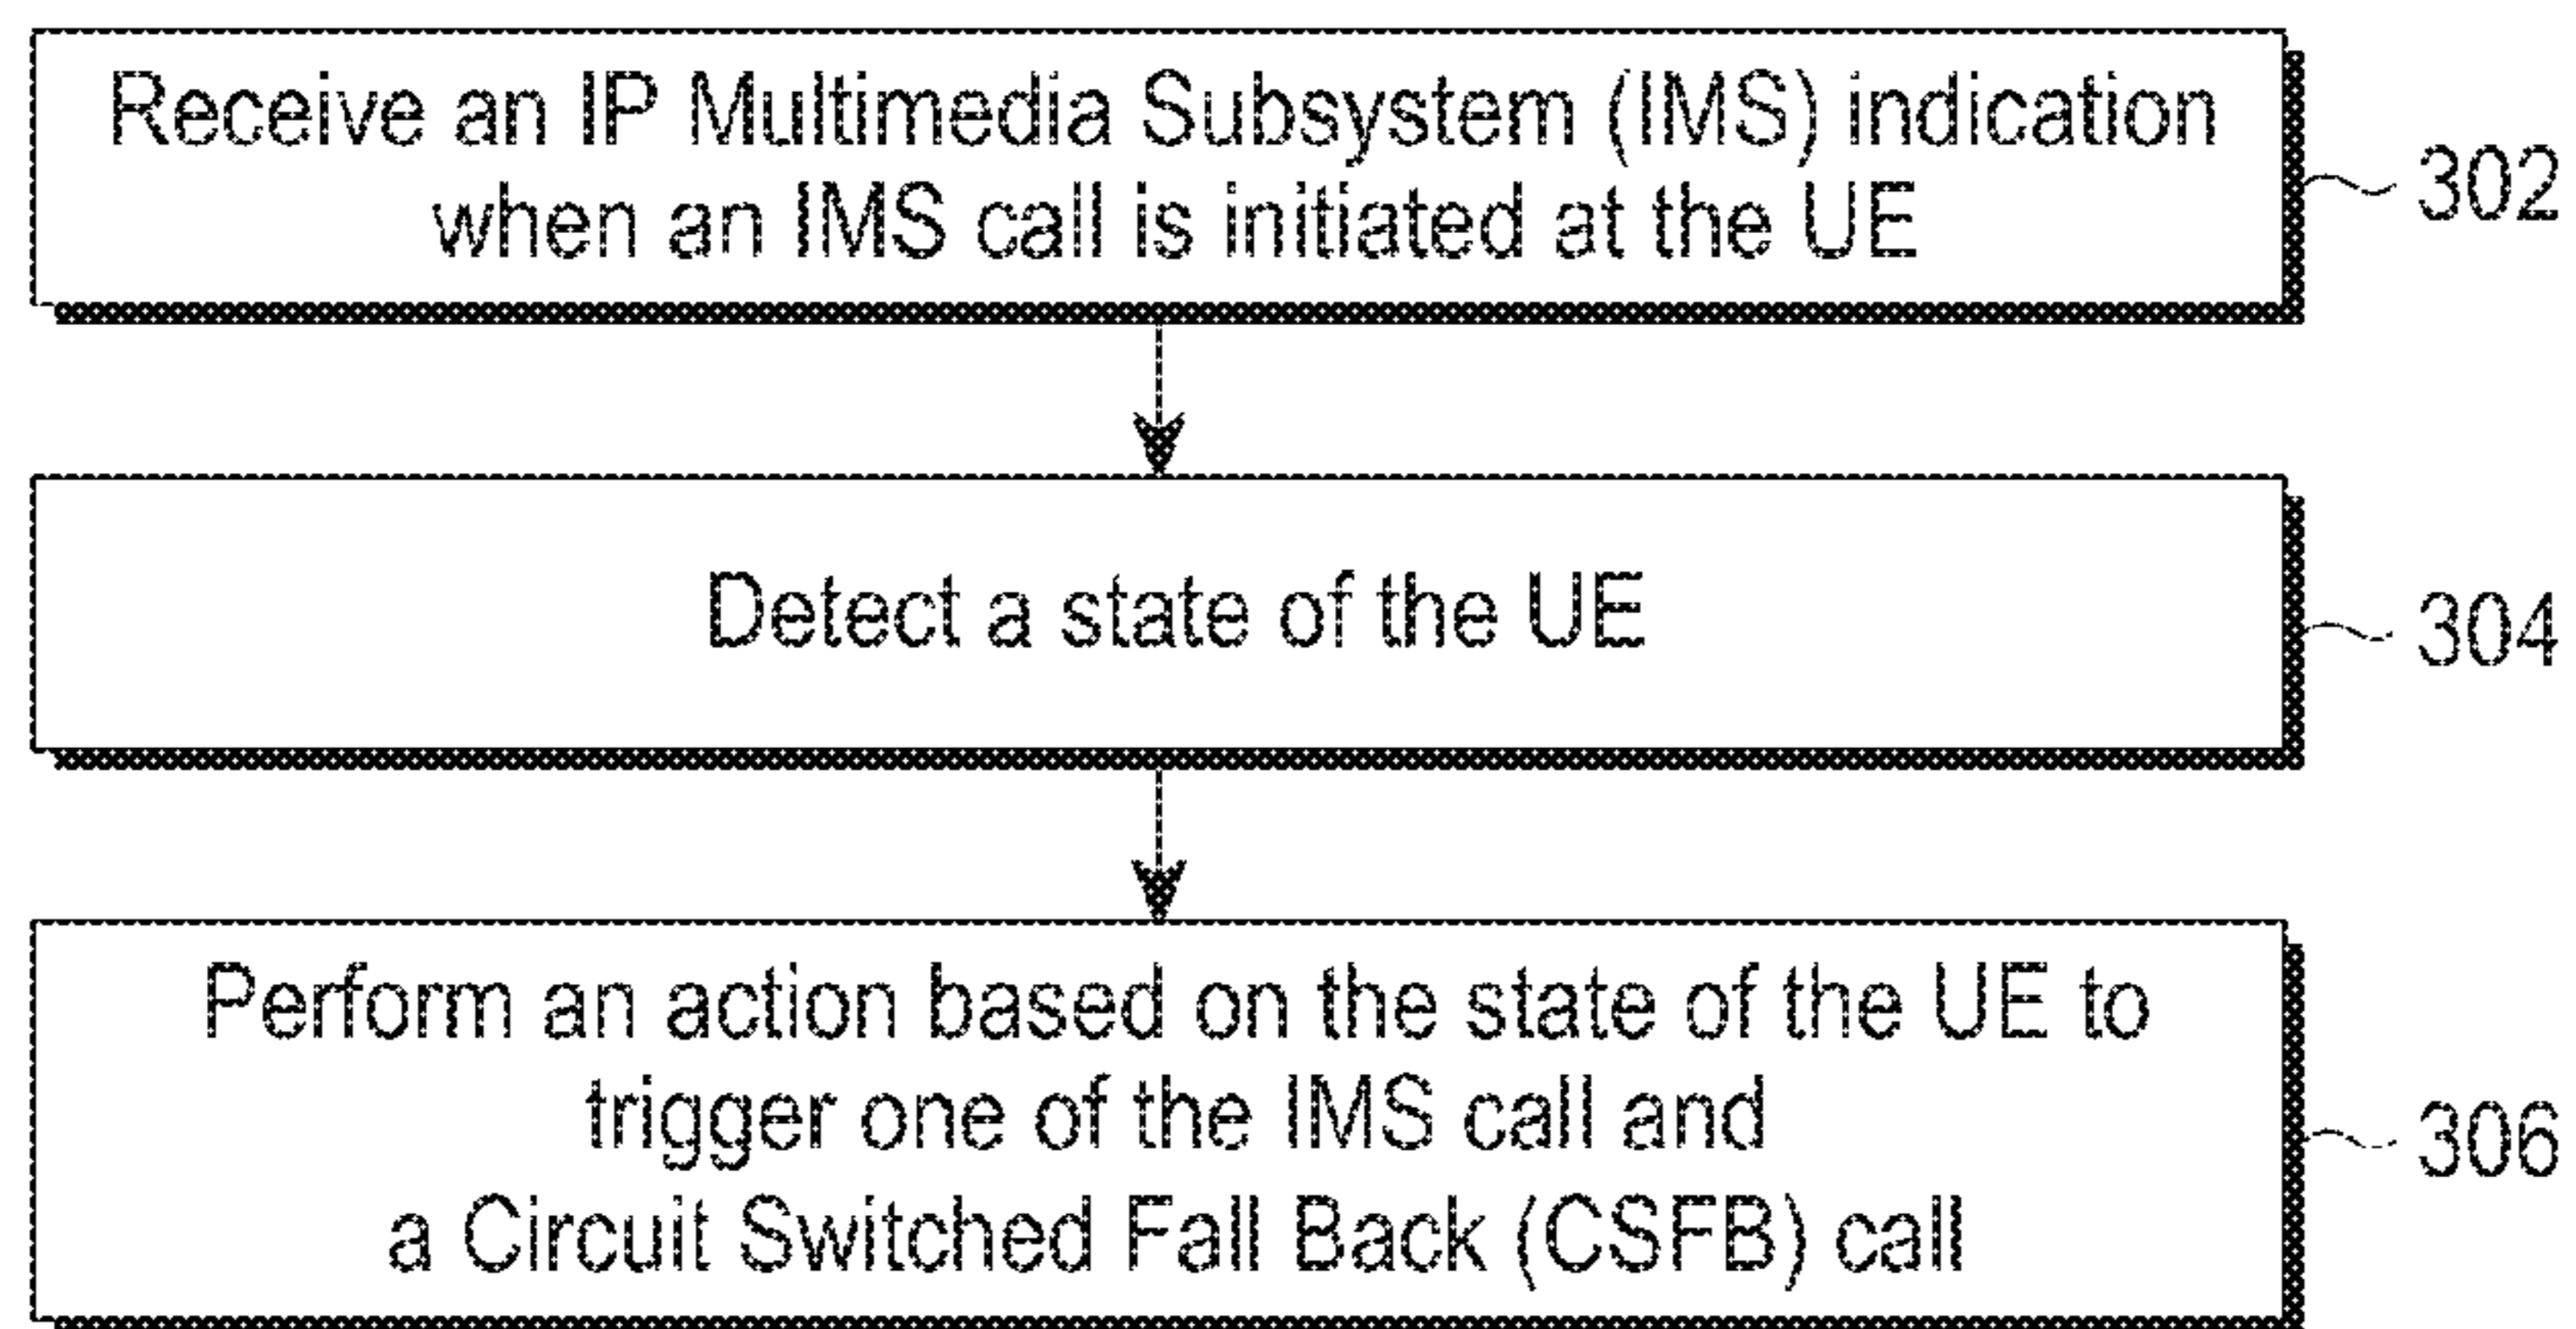 Receive an IP Multimedia Subsystem (IMS) indication
when an IMS call is initiated at the UE
302
Detect a state of the UE
304
Perform an action based on the state of the UE to
trigger one of the IMS call and
a Circuit Switched Fall Back (CSFB) call
306